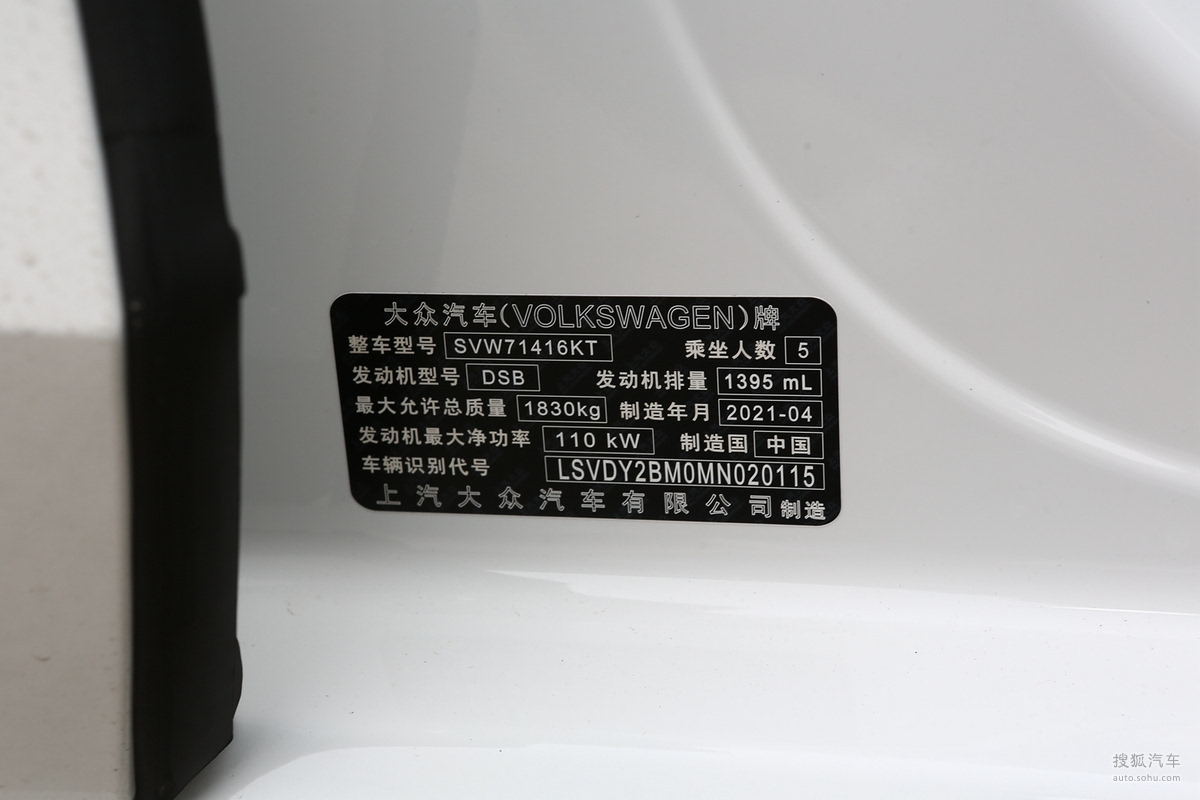 大众汽车(VOLKSWAGEN)牌
整车型号 SVW71416KT 乘坐人数 5
发动机型号 DSB 发动机排量 1395 mL
最大允许总质量 1830kg 制造年月 2021-04
发动机最大净功率 110 kW 制造国 中国
车辆识别代号 LSVDY2BM0MN020115
上汽大众汽车有限公司 制造
搜狐汽车
auto.sohu.com